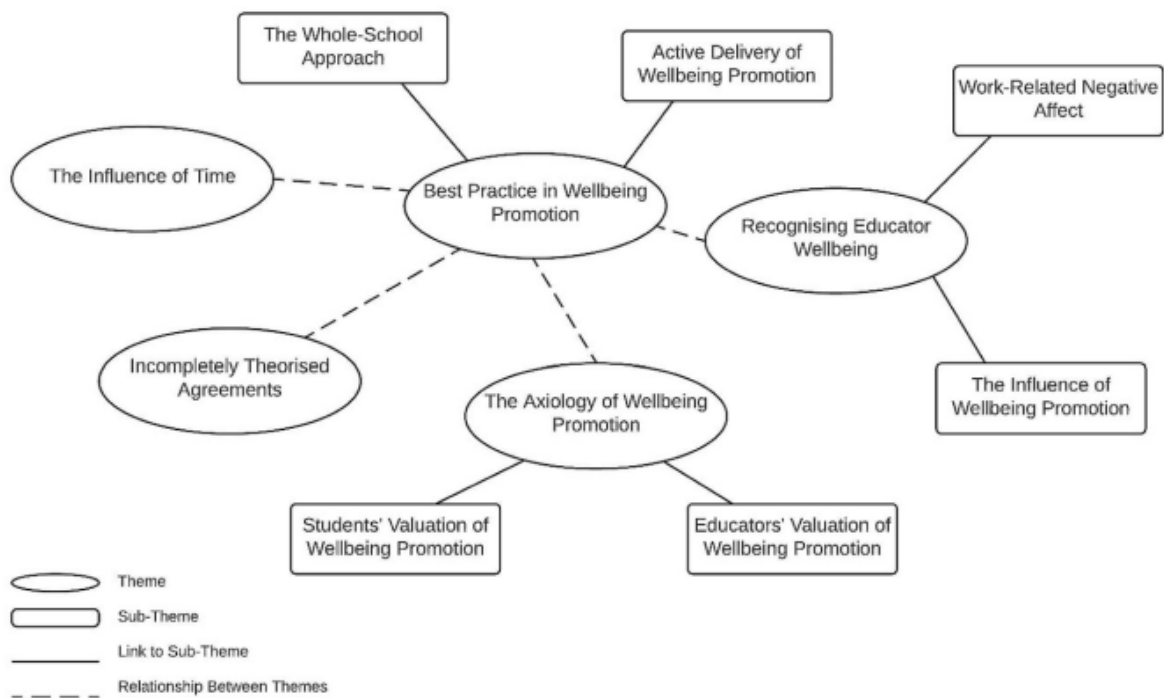 The Whole-School
Approach
Active Delivery of
Wellbeing Promotion
Work-Related Negative
Affect
The Influence of Time
Best Practice in Wellbeing
Promotion
Recognising Educator
Wellbeing
Incompletely Theorised
Agreements
The Axiology of Wellbeing
Promotion
The Influence of
Wellbeing Promotion
Students' Valuation of
Wellbeing Promotion
Educators' Valuation of
Wellbeing Promotion
Theme
Sub-Theme
Link to Sub-Theme
Relationship Between Themes